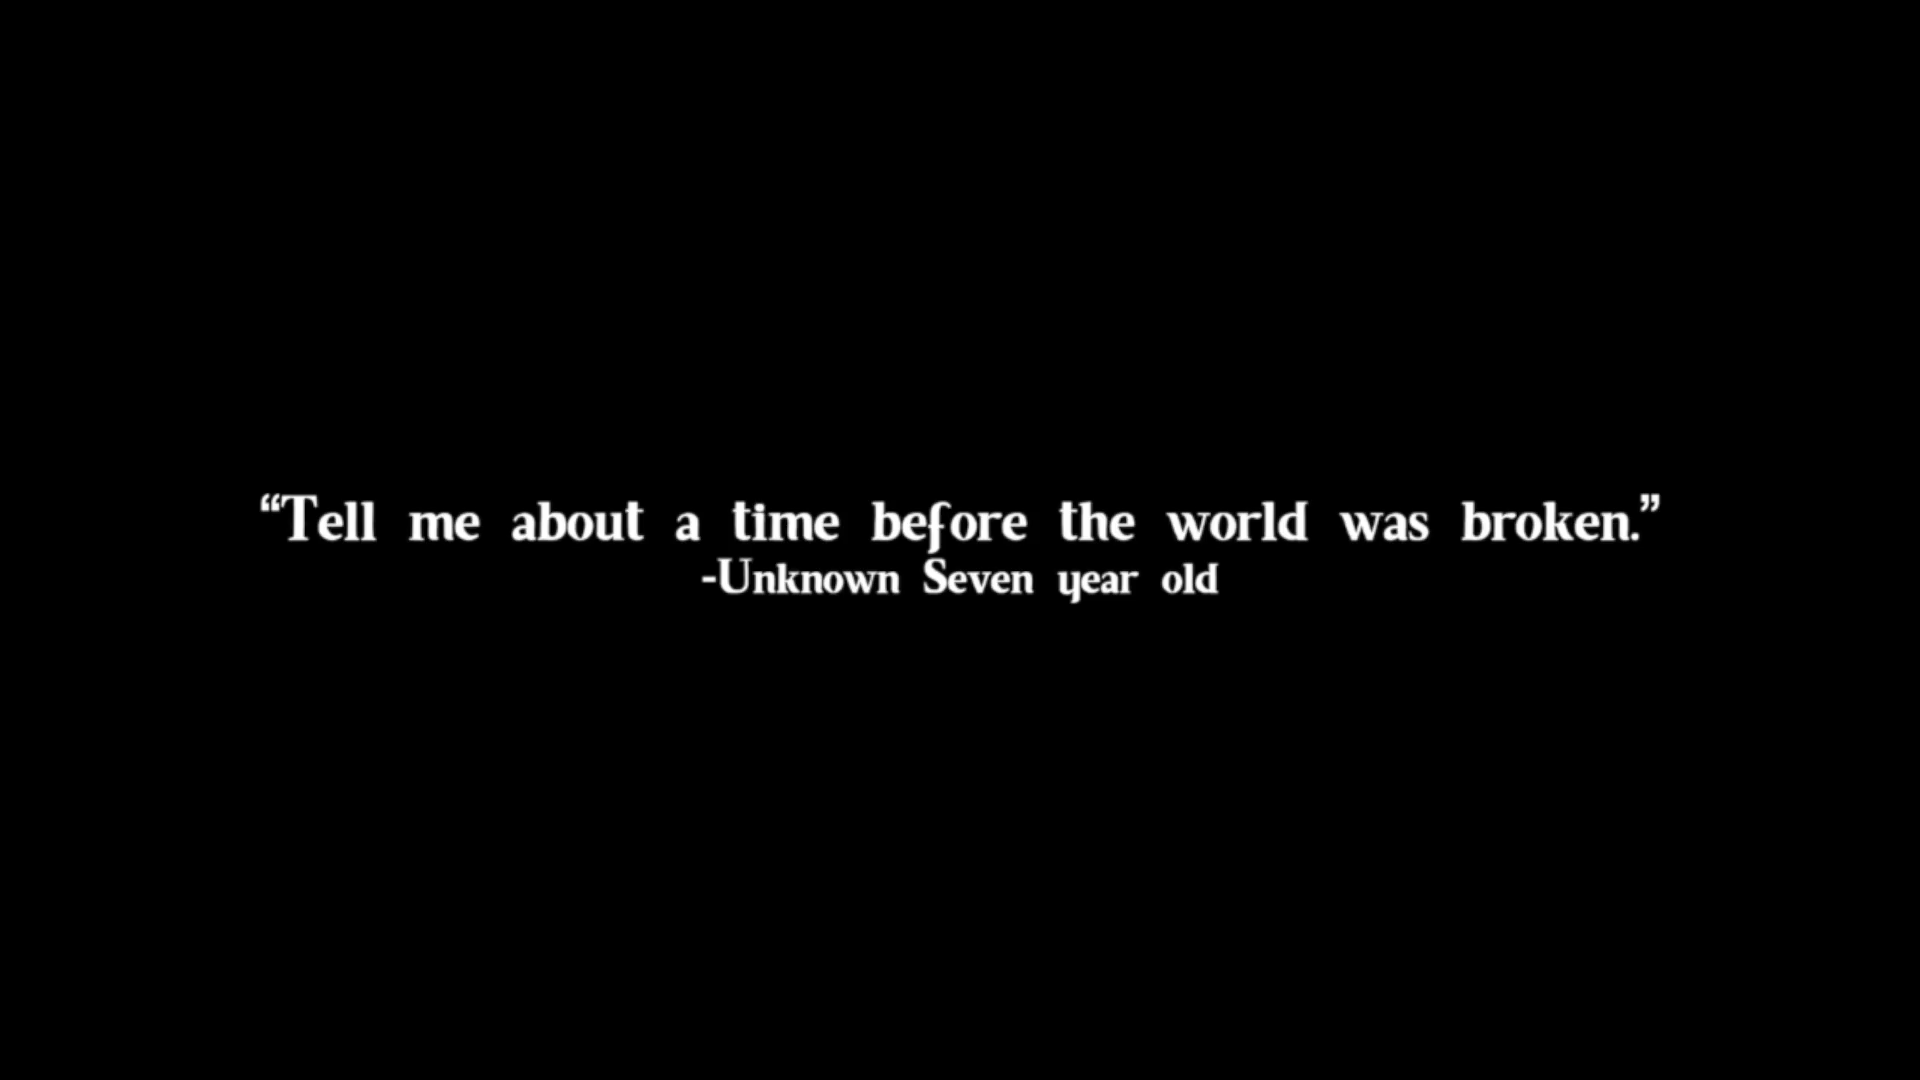 “Tell me about a time before the world was broken.”
-Unknown Seven year old